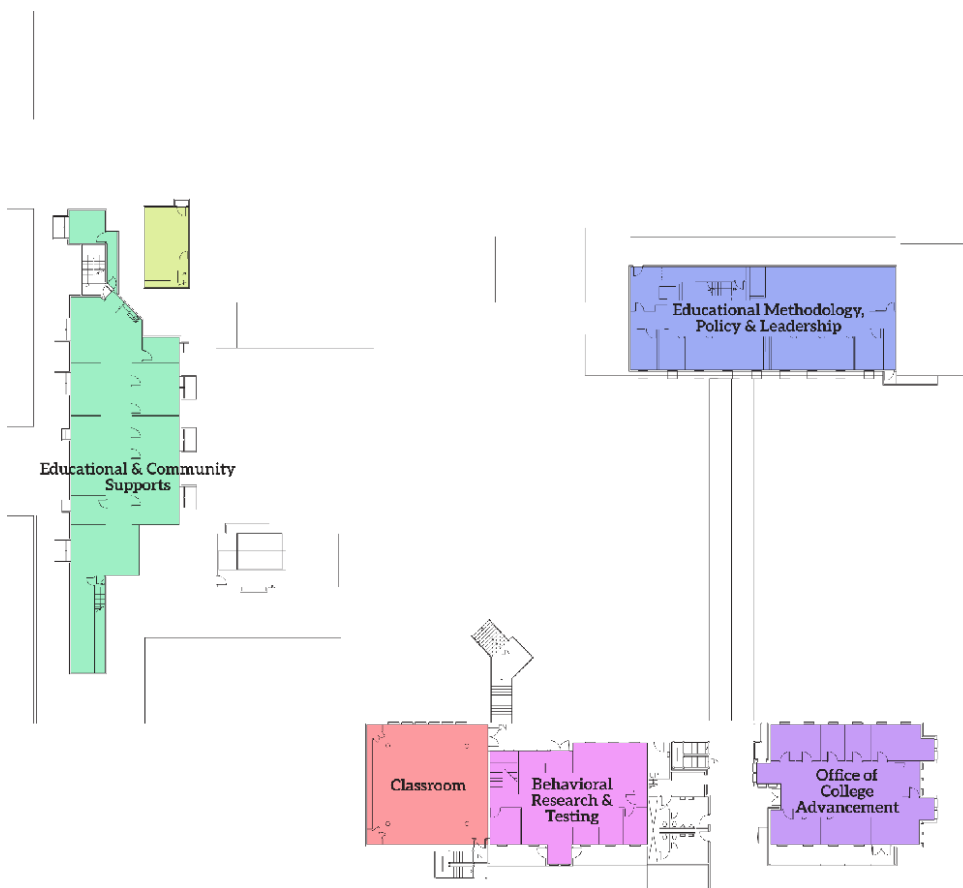 Educational Methodology,
Policy & Leadership
Educational & Community
Supports
Classroom
Behavioral
Research &
Testing
Office of
College
Advancement